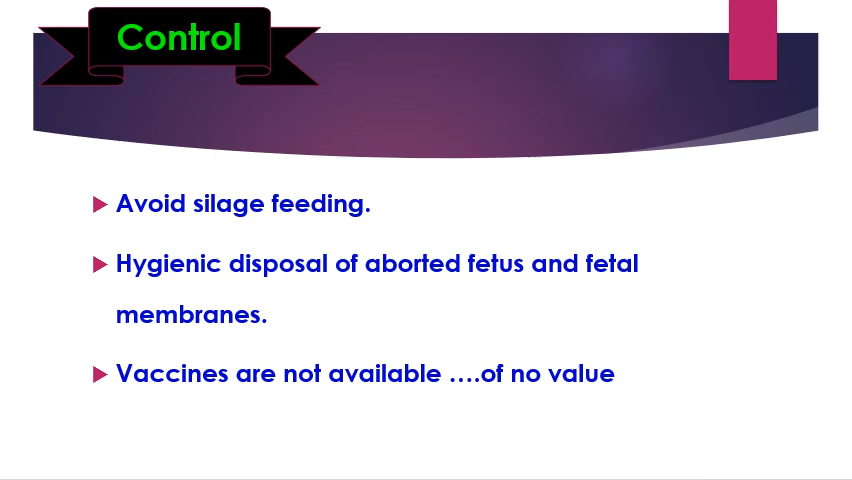 Control
Avoid silage feeding.
Hygienic disposal of aborted fetus and fetal
membranes.
Vaccines are not available ....of no value